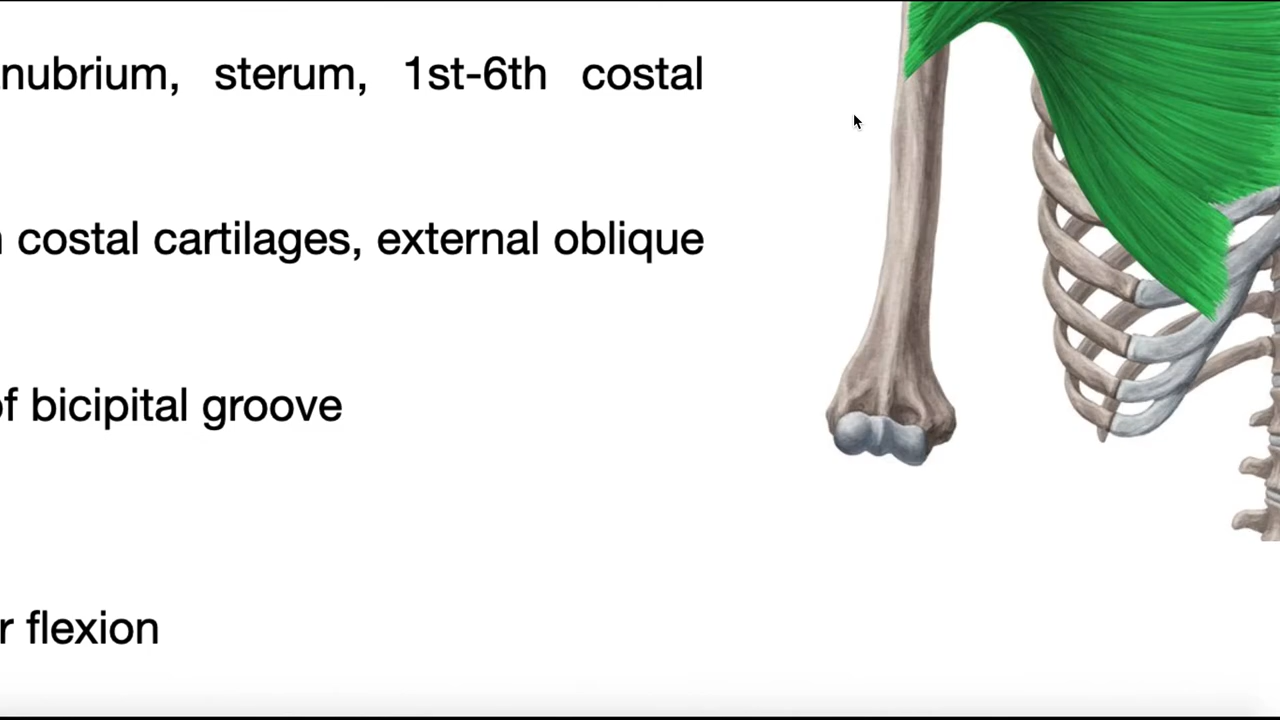 nubrium, sterum, 1st-6th costal
costal cartilages, external oblique
of bicipital groove
r flexion